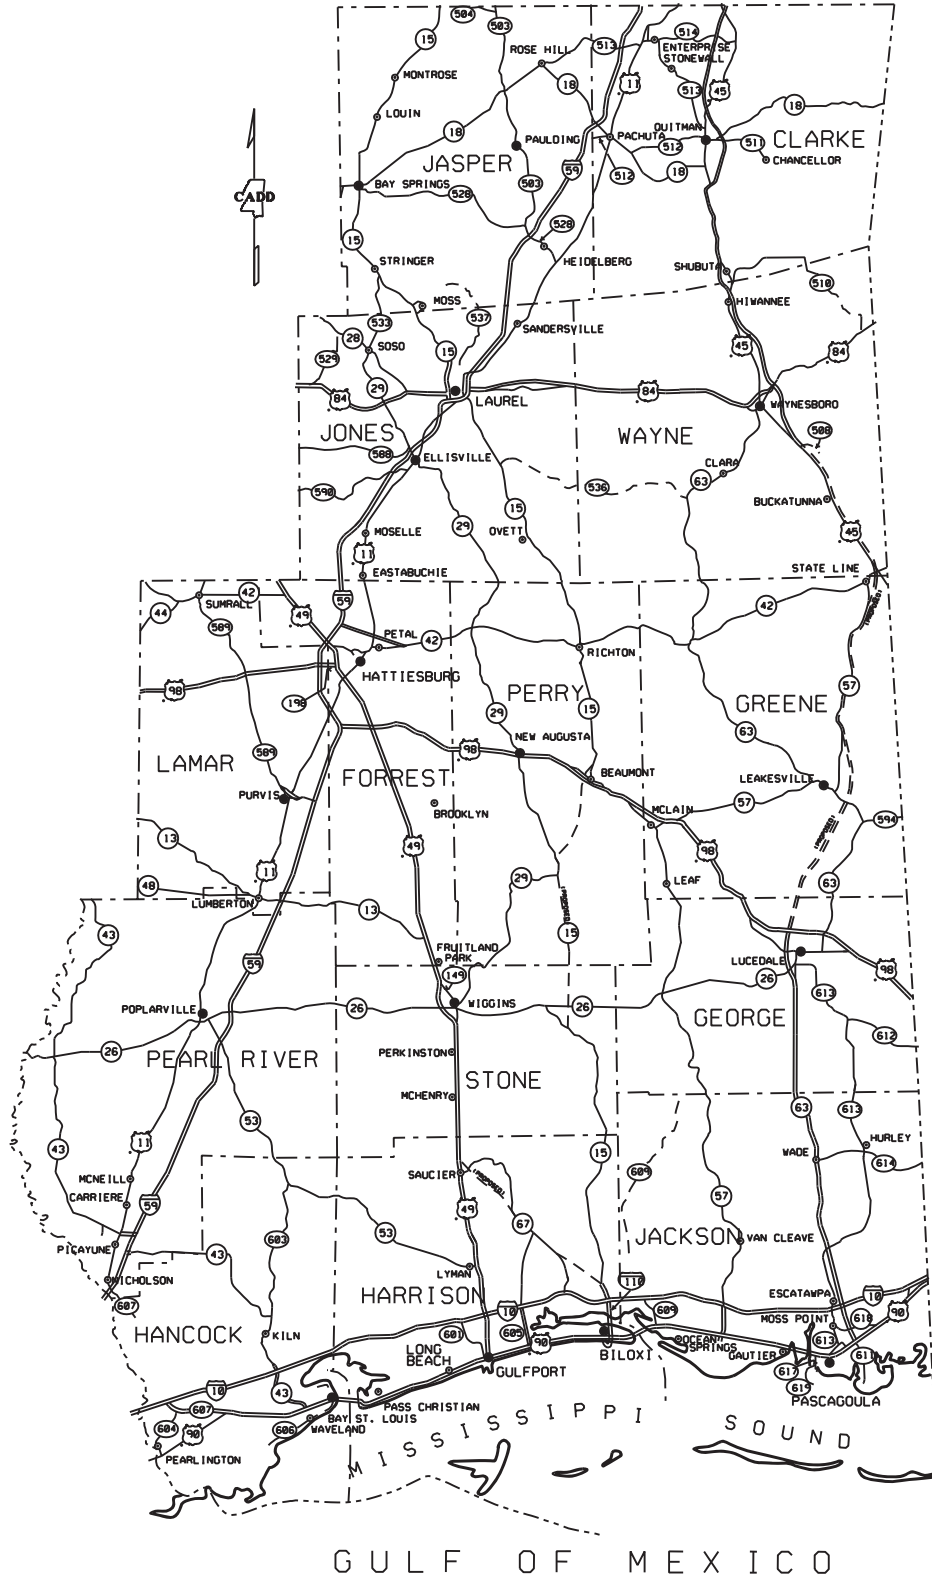 504
503
15
ROSE HILL
513
514
ENTERPRISE
STONEWALL
MONTROSE
18
11
513
45
LOUIN
18
18
QUITMAN
PAULDING
PACHUTA
512
511
CLARKE
CHANCELLOR
JASPER
59
512
18
BAY SPRINGS
528
503
528
15
STRINGER
HEIDELBERG
SHUBUTA
510
MOSS
HIWANNEE
533
537
SANDERSVILLE
28
SOSO
529
15
45
84
84
29
84
LAUREL
WAYNESBORO
JONES
WAYNE
508
588
ELLISVILLE
CLARA
590
536
63
BUCKATUNNA
15
29
MOSELLE
OVETT
45
11
EASTABUCHIE
STATE LINE
44
SUMRALL
42
59
42
(PROPOSED)
49
589
PETAL
42
RICHTON
HATTIESBURG
98
198
PERRY
GREENE
57
29
15
63
NEW AUGUSTA
589
98
LAMAR
FORREST
BEAUMONT
LEAKESVILLE
PURVIS
BROOKLYN
57
MCLAIN
594
(PROPOSED)
13
49
98
11
29
LEAF
63
48
LUMBERTON
13
(PROPOSED)
15
43
FRUITLAND
PARK
59
149
LUCEDALE
98
26
613
POPLARVILLE
26
WIGGINS
26
GEORGE
612
26
PEARL RIVER
PERKINSTON
STONE
MCHENRY
63
613
53
11
43
15
HURLEY
WADE
614
MCNEILL
SAUCIER
(PROPOSED)
609
CARRIERE
59
57
49
67
PICAYUNE
43
603
53
JACKSON
VAN CLEAVE
NICHOLSON
LYMAN
110
607
HARRISON
ESCATAWPA
10
10
609
MOSS POINT
90
618
HANCOCK
KILN
601
605
90
613
BILOXI
OCEAN
SPRINGS
GAUTIER
611
LONG
BEACH
GULFPORT
617
619
10
43
PASCAGOULA
607
PASS CHRISTIAN
604
90
606
BAY ST. LOUIS
WAVELAND
PEARLINGTON
MISSISSIPPI SOUND
GULF OF MEXICO
CADD